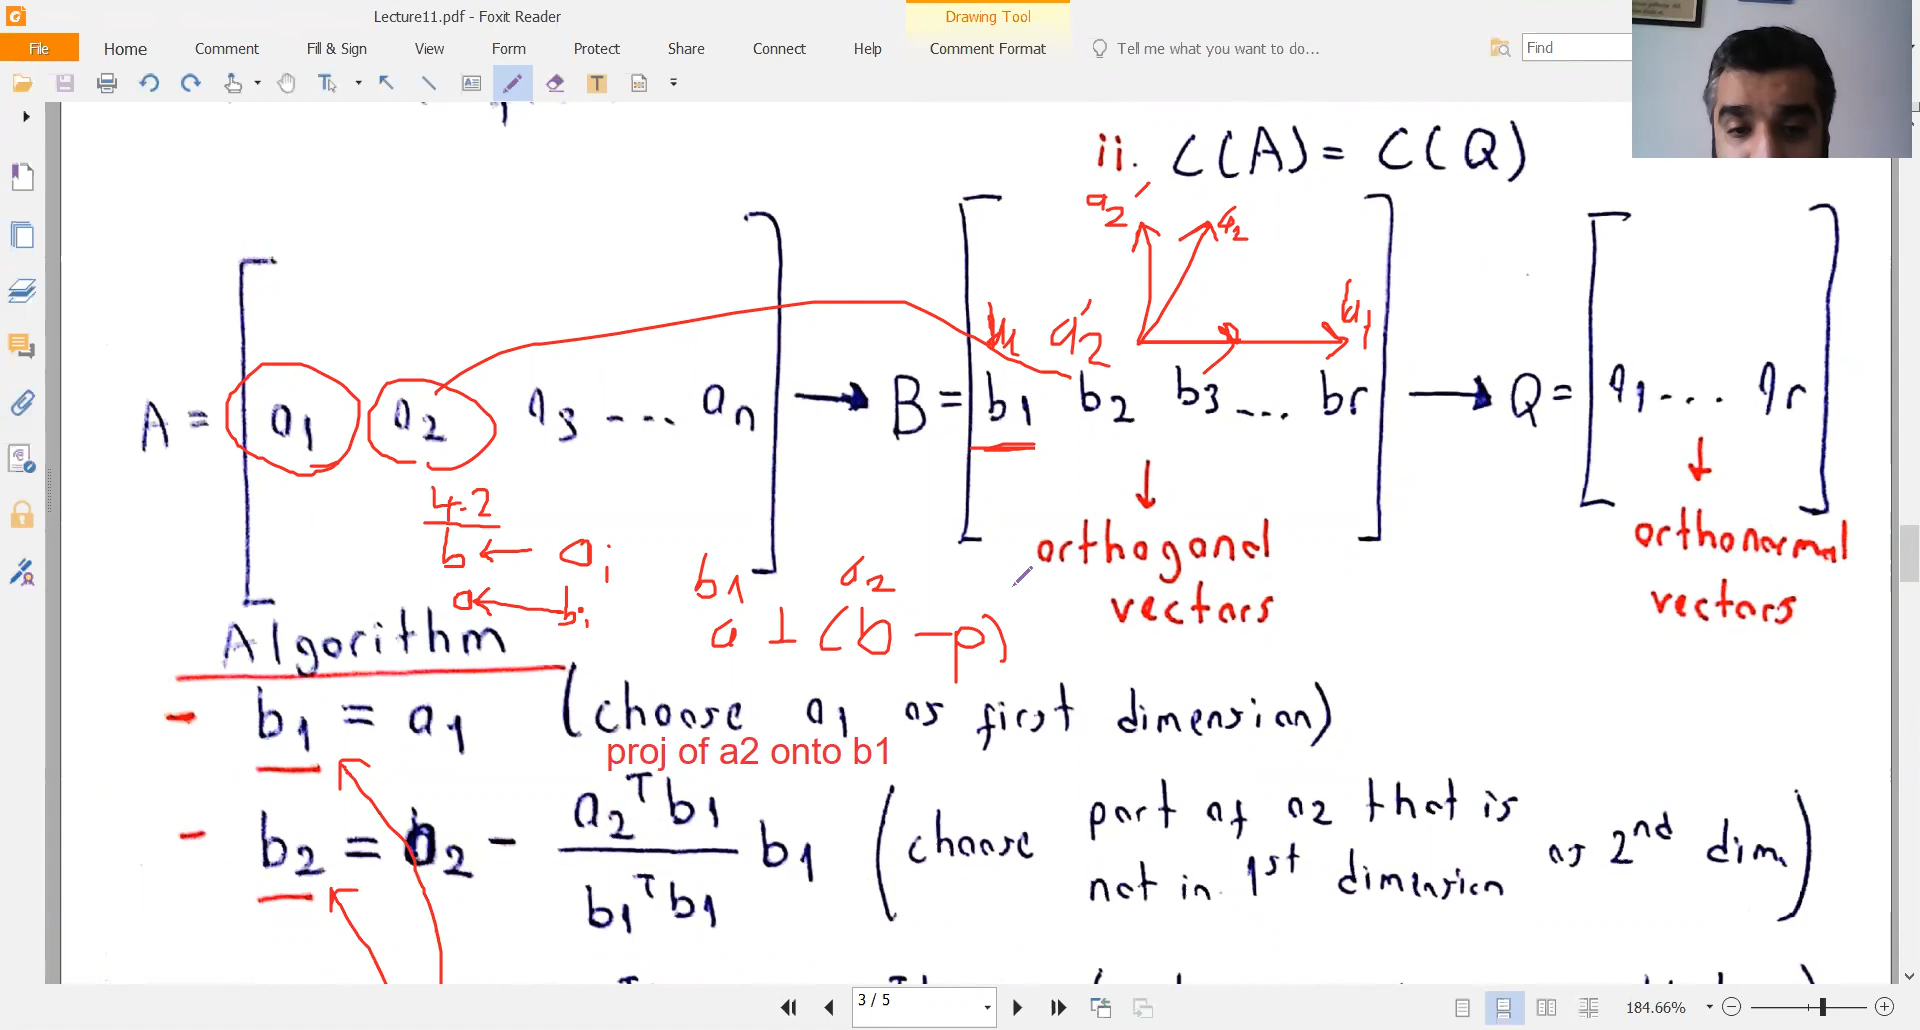 Lecture11.pdf - Foxit Reader
Drawing Tool
File Home Comment Fill & Sign View Form Protect Share Connect Help Comment Format Tell me what you want to do... Find
ii. C(A) = C(Q)
a2' a2
b1 a2' b1
A = [ a1 a2 a3 ... an ] → B = [ b1 b2 b3 ... br ] → Q = [ q1 ... qr ]
4.2
b ← ai
a ← bi
b1 a2
a ⊥ (b - p)
orthogonal
vectors
orthonormal
vectors
Algorithm
- b1 = a1 (choose a1 as first dimension)
proj of a2 onto b1
- b2 = a2 - a2ᵀb1 / b1ᵀb1 b1 (choose part of a2 that is not in 1st dimension as 2nd dim.)
3 / 5
184.66%